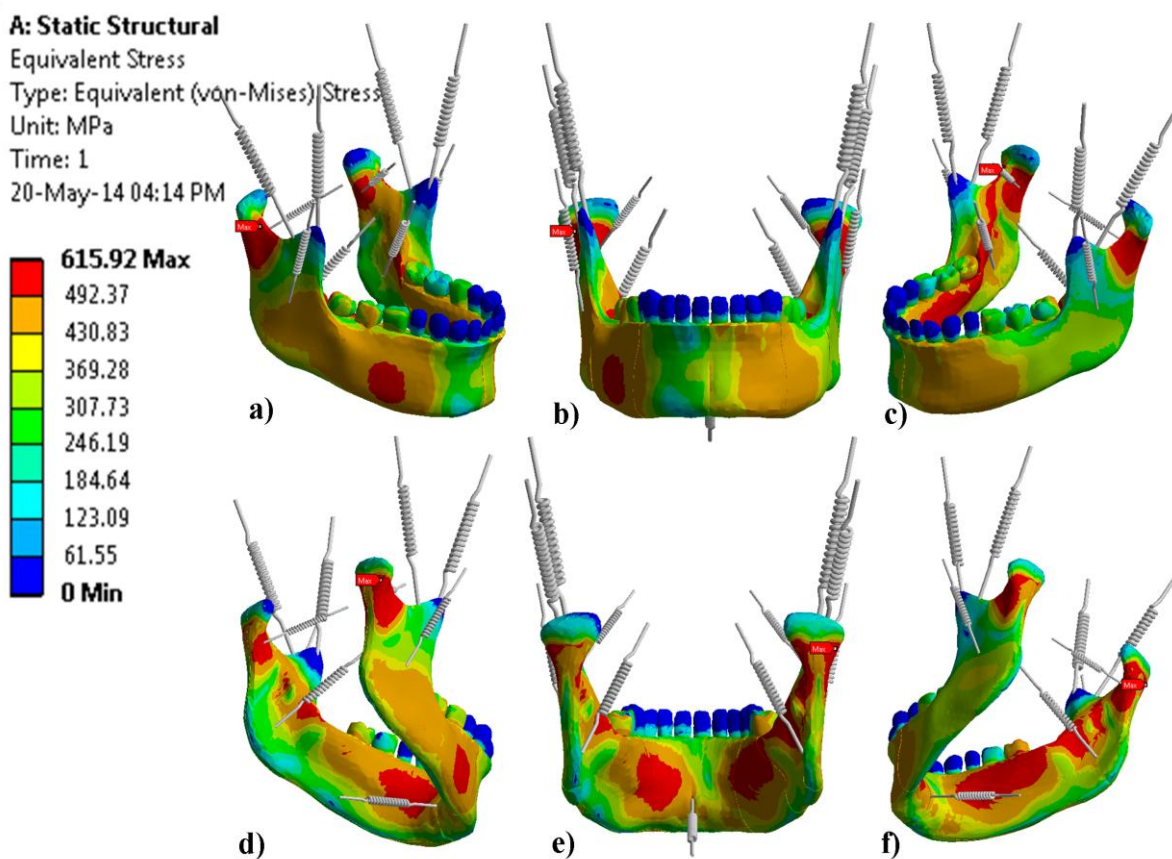 A: Static Structural
Equivalent Stress
Type: Equivalent (von-Mises) Stress
Unit: MPa
Time: 1
20-May-14 04:14 PM
615.92 Max
492.37
430.83
369.28
307.73
246.19
184.64
123.09
61.55
0 Min
Max
Max
Max
a)
b)
c)
Max
Max
Max
d)
e)
f)